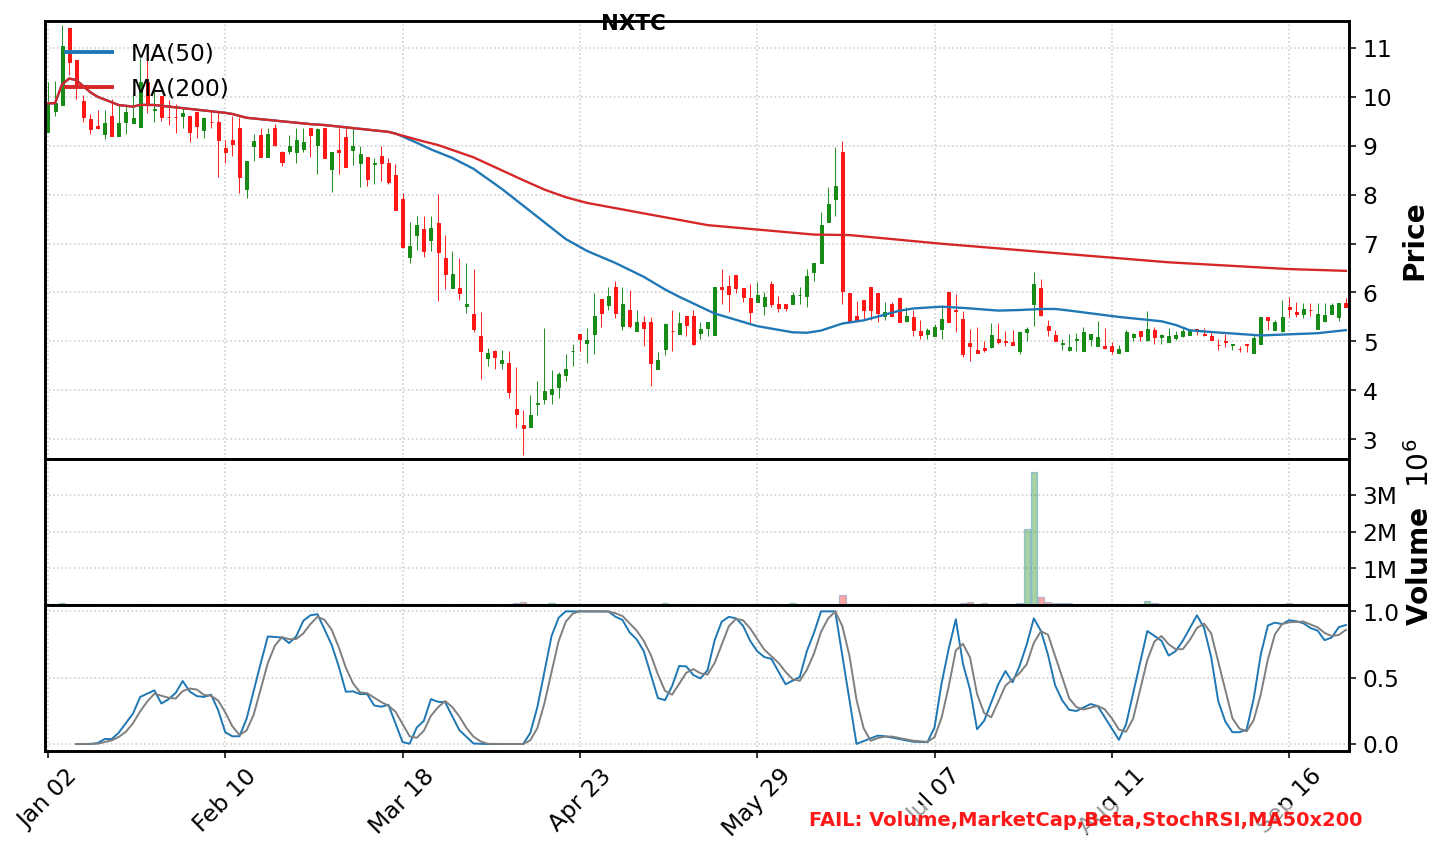 NXTC
MA(50)
MA(200)
11
10
9
8
7
6
5
4
3
Price
3M
2M
1M
Volume 10^6
1.0
0.5
0.0
Jan 02
Feb 10
Mar 18
Apr 23
May 29
Jul 07
Aug 11
Sep 16
FAIL: Volume,MarketCap,Beta,StochRSI,MA50x200